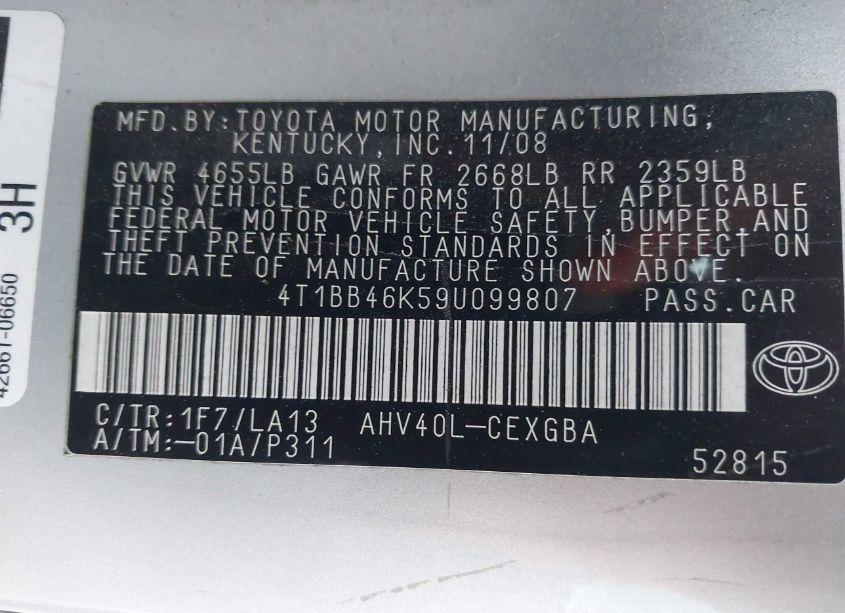 MFD.BY:TOYOTA MOTOR MANUFACTURING,
KENTUCKY,INC.11/08
GVWR 4655LB GAWR FR 2668LB RR 2359LB
THIS VEHICLE CONFORMS TO ALL APPLICABLE
FEDERAL MOTOR VEHICLE SAFETY,BUMPER,AND
THEFT PREVENTION STANDARDS IN EFFECT ON
THE DATE OF MANUFACTURE SHOWN ABOVE.
4T1BB46K59U099807 PASS.CAR
C/TR:1F7/LA13 AHV40L-CEXGBA
A/TM:-01A/P311
52815
3H
42661-06650